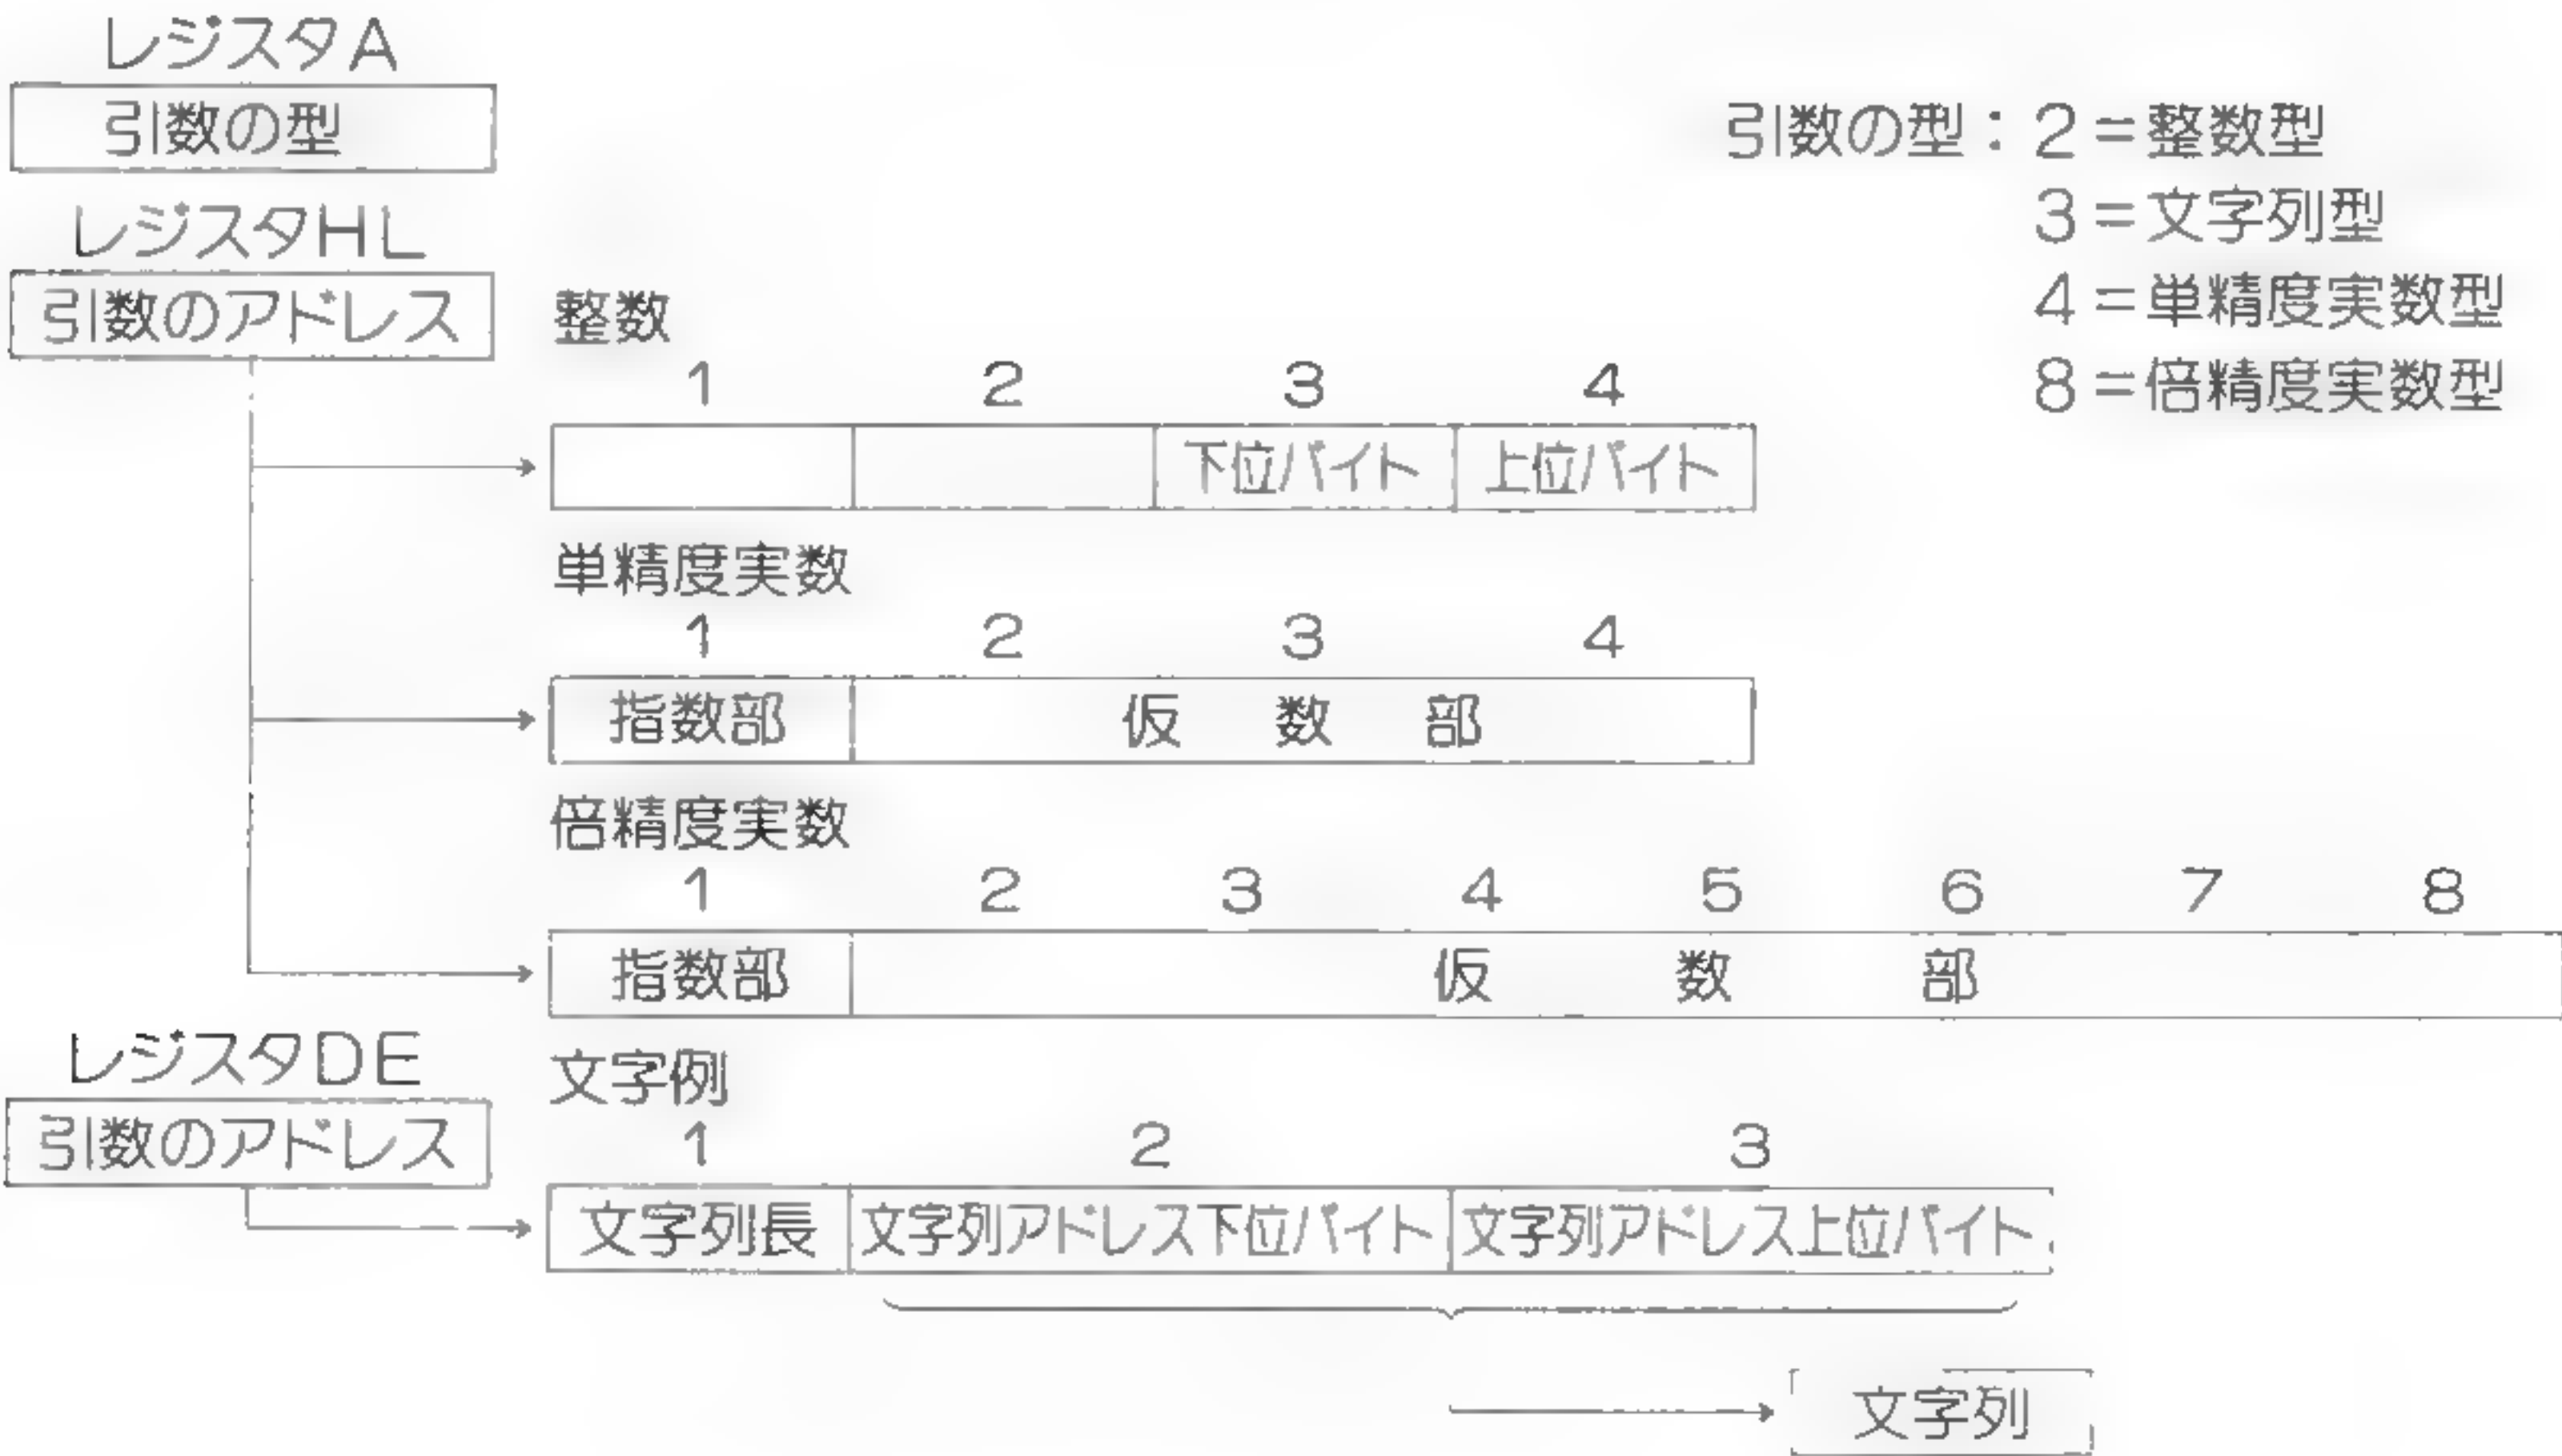 レジスタA
引数の型
引数の型：2＝整数型
3＝文字列型
4＝単精度実数型
8＝倍精度実数型
レジスタHL
引数のアドレス
整数
1 2 3 4
下位バイト 上位バイト
単精度実数
1 2 3 4
指数部 仮数部
倍精度実数
1 2 3 4 5 6 7 8
指数部 仮数部
レジスタDE
引数のアドレス
文字例
1 2 3
文字列長 文字列アドレス下位バイト 文字列アドレス上位バイト
文字列